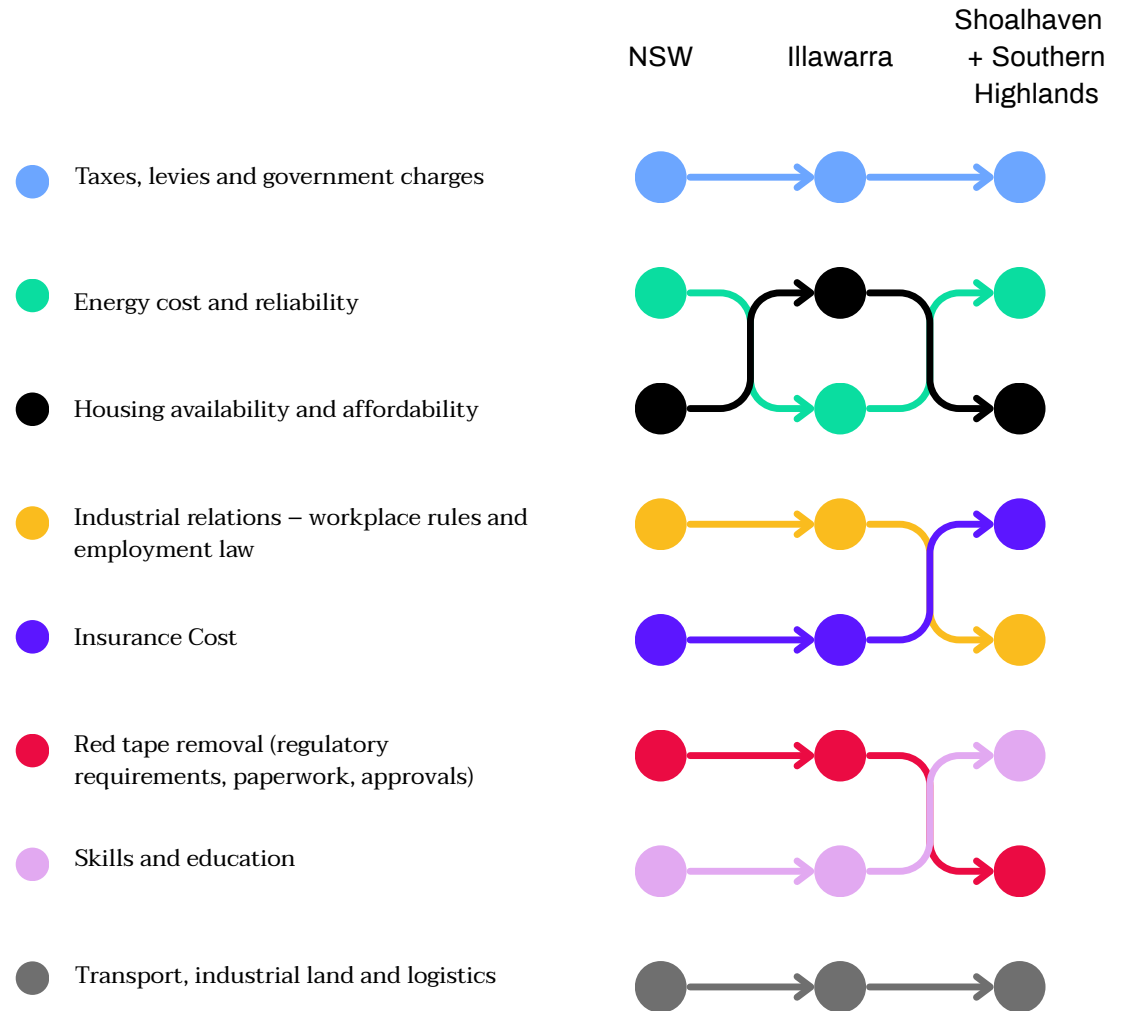 Shoalhaven
NSW Illawarra + Southern
Highlands
Taxes, levies and government charges
Energy cost and reliability
Housing availability and affordability
Industrial relations – workplace rules and
employment law
Insurance Cost
Red tape removal (regulatory
requirements, paperwork, approvals)
Skills and education
Transport, industrial land and logistics